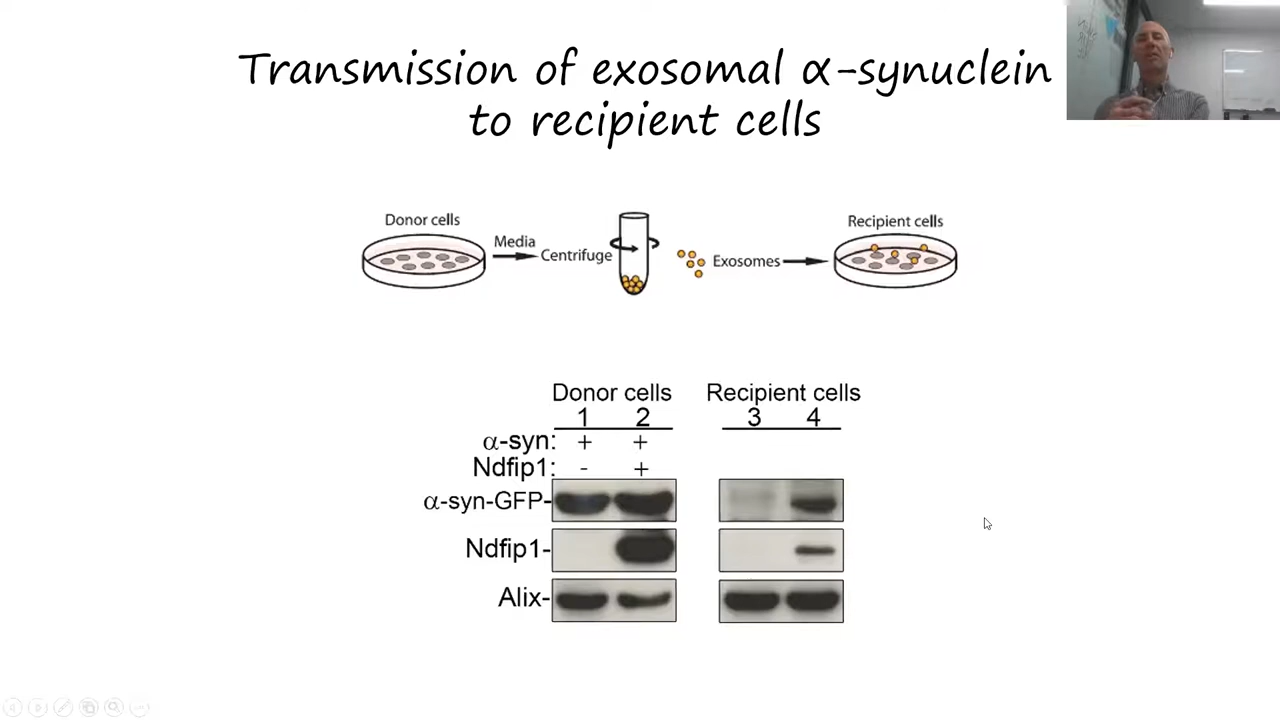 Transmission of exosomal α-synuclein
to recipient cells
Donor cells
Media
Centrifuge
Exosomes
Recipient cells
Donor cells Recipient cells
1 2 3 4
α-syn: + +
Ndfip1: - +
α-syn-GFP-
Ndfip1-
Alix-